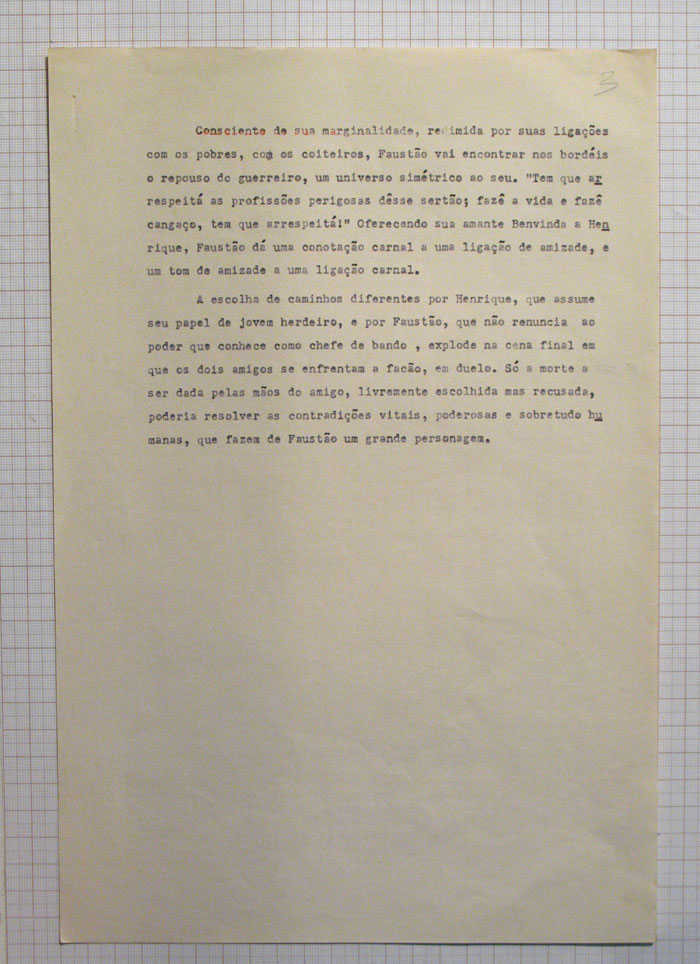 3
Consciente de sua marginalidade, redimida por suas ligações
com os pobres, com os coiteiros, Faustão vai encontrar nos bordéis
o repouso do guerreiro, um universo simétrico ao seu. "Tem que ar
respeitá as profissões perigosas dêsse sertão; fazê a vida e fazê
cangaço, tem que arrespeitá!" Oferecendo sua amante Benvinda a Hen
rique, Faustão dá uma conotação carnal a uma ligação de amizade, e
um tom de amizade a uma ligação carnal.
A escolha de caminhos diferentes por Henrique, que assume
seu papel de jovem herdeiro, e por Faustão, que não renuncia ao
poder que conhece como chefe de bando , explode na cena final em
que os dois amigos se enfrentam a facão, em duelo. Só a morte a
ser dada pelas mãos do amigo, livremente escolhida mas recusada,
poderia resolver as contradições vitais, poderosas e sobretudo hu
manas, que fazem de Faustão um grande personagem.